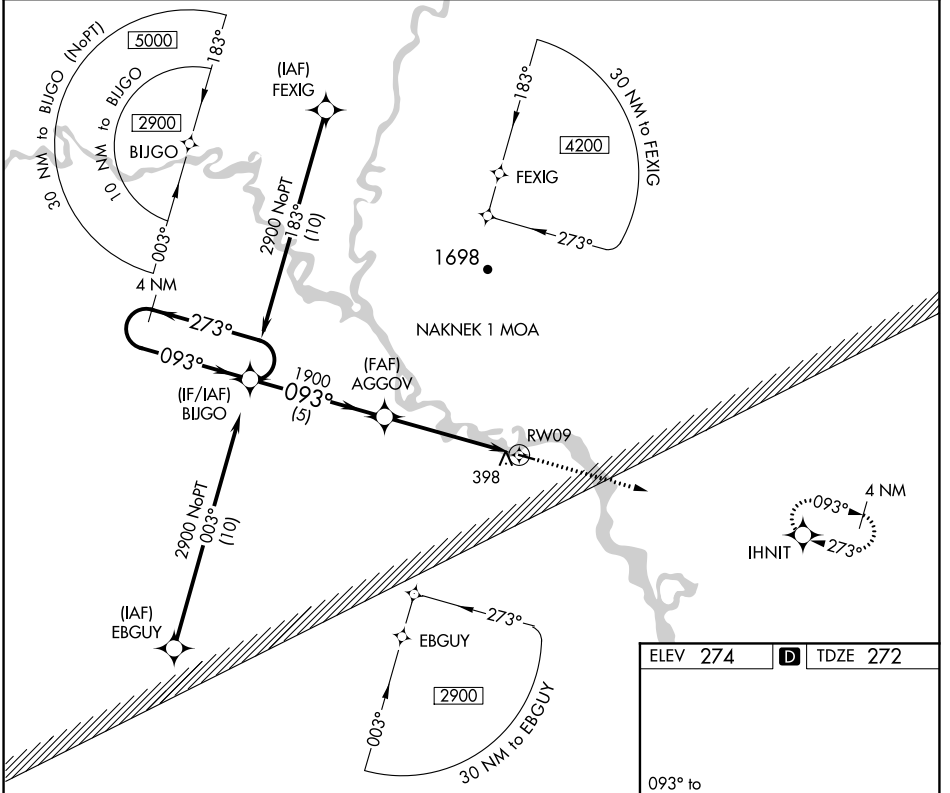 30 NM to BIJGO (NoPT)
5000
183°
10 NM to BIJGO
2900
BIJGO
003°
4 NM
(IAF)
FEXIG
2900 NoPT
183°
(10)
183°
30 NM to FEXIG
4200
FEXIG
273°
1698
NAKNEK 1 MOA
273°
093°
(IF/IAF)
BIJGO
1900
093°
(5)
(FAF)
AGGOV
RW09
398
2900 NoPT
003°
(10)
(IAF)
EBGUY
093°
4 NM
IHNIT
273°
273°
EBGUY
2900
003°
30 NM to EBGUY
ELEV 274 D TDZE 272
093° to